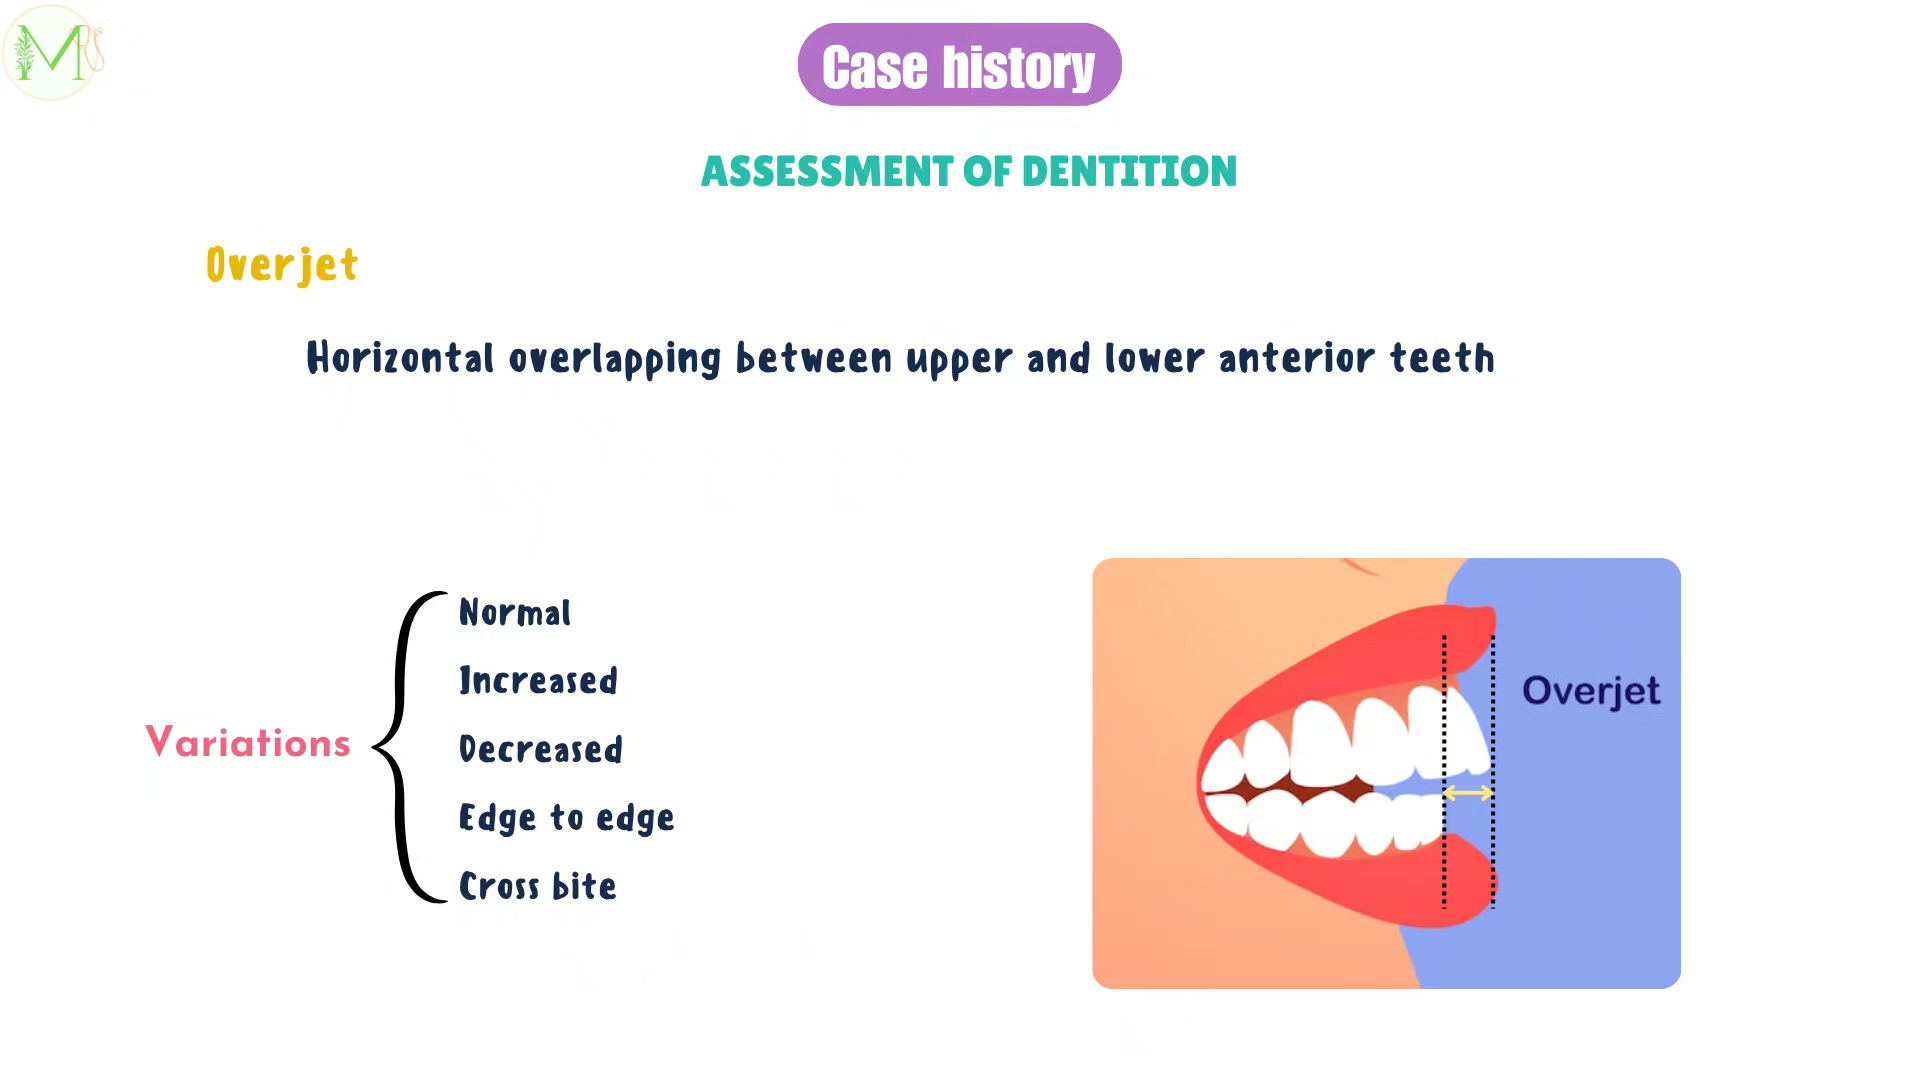 MRS
Case history
ASSESSMENT OF DENTITION
Overjet
Horizontal overlapping between upper and lower anterior teeth
Variations
Normal
Increased
Decreased
Edge to edge
Cross bite
Overjet